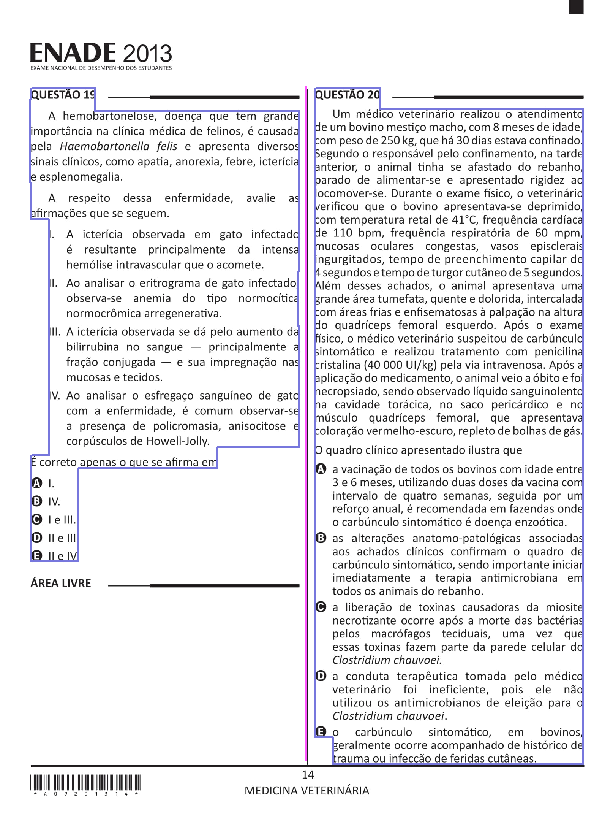 ENADE 2013
EXAME NACIONAL DE DESEMPENHO DOS ESTUDANTES
QUESTÃO 19
A hemobartonelose, doença que tem grande
importância na clínica médica de felinos, é causada
pela Haemobartonella felis e apresenta diversos
sinais clínicos, como apatia, anorexia, febre, icterícia
e esplenomegalia.
A respeito dessa enfermidade, avalie as
afirmações que se seguem.
I. A icterícia observada em gato infectado
é resultante principalmente da intensa
hemólise intravascular que o acomete.
II. Ao analisar o eritrograma de gato infectado
observa-se anemia do tipo normocítica
normocrômica arregenerativa.
III. A icterícia observada se dá pelo aumento da
bilirrubina no sangue — principalmente a
fração conjugada — e sua impregnação nas
mucosas e tecidos.
IV. Ao analisar o esfregaço sanguíneo de gato
com a enfermidade, é comum observar-se
a presença de policromasia, anisocitose e
corpúsculos de Howell-Jolly.
É correto apenas o que se afirma em
A I.
B IV.
C I e III.
D II e III
E II e IV
ÁREA LIVRE
QUESTÃO 20
Um médico veterinário realizou o atendimento
de um bovino mestiço macho, com 8 meses de idade,
com peso de 250 kg, que há 30 dias estava confinado.
Segundo o responsável pelo confinamento, na tarde
anterior, o animal tinha se afastado do rebanho,
parado de alimentar-se e apresentado rigidez ao
locomover-se. Durante o exame físico, o veterinário
verificou que o bovino apresentava-se deprimido,
com temperatura retal de 41°C, frequência cardíaca
de 110 bpm, frequência respiratória de 60 mpm,
mucosas oculares congestas, vasos episclerais
ingurgitados, tempo de preenchimento capilar de
4 segundos e tempo de turgor cutâneo de 5 segundos.
Além desses achados, o animal apresentava uma
grande área tumefata, quente e dolorida, intercalada
com áreas frias e enfisematosas à palpação na altura
do quadríceps femoral esquerdo. Após o exame
físico, o médico veterinário suspeitou de carbúnculo
sintomático e realizou tratamento com penicilina
cristalina (40 000 UI/kg) pela via intravenosa. Após a
aplicação do medicamento, o animal veio a óbito e foi
necropsiado, sendo observado líquido sanguinolento
na cavidade torácica, no saco pericárdico e no
músculo quadríceps femoral, que apresentava
coloração vermelho-escuro, repleto de bolhas de gás.
O quadro clínico apresentado ilustra que
A a vacinação de todos os bovinos com idade entre
3 e 6 meses, utilizando duas doses da vacina com
intervalo de quatro semanas, seguida por um
reforço anual, é recomendada em fazendas onde
o carbúnculo sintomático é doença enzoótica.
B as alterações anatomo-patológicas associadas
aos achados clínicos confirmam o quadro de
carbúnculo sintomático, sendo importante iniciar
imediatamente a terapia antimicrobiana em
todos os animais do rebanho.
C a liberação de toxinas causadoras da miosite
necrotizante ocorre após a morte das bactérias
pelos macrófagos teciduais, uma vez que
essas toxinas fazem parte da parede celular do
Clostridium chauvoei.
D a conduta terapêutica tomada pelo médico
veterinário foi ineficiente, pois ele não
utilizou os antimicrobianos de eleição para o
Clostridium chauvoei.
E o carbúnculo sintomático, em bovinos,
geralmente ocorre acompanhado de histórico de
trauma ou infecção de feridas cutâneas.
14
MEDICINA VETERINÁRIA
*A0720131 4*